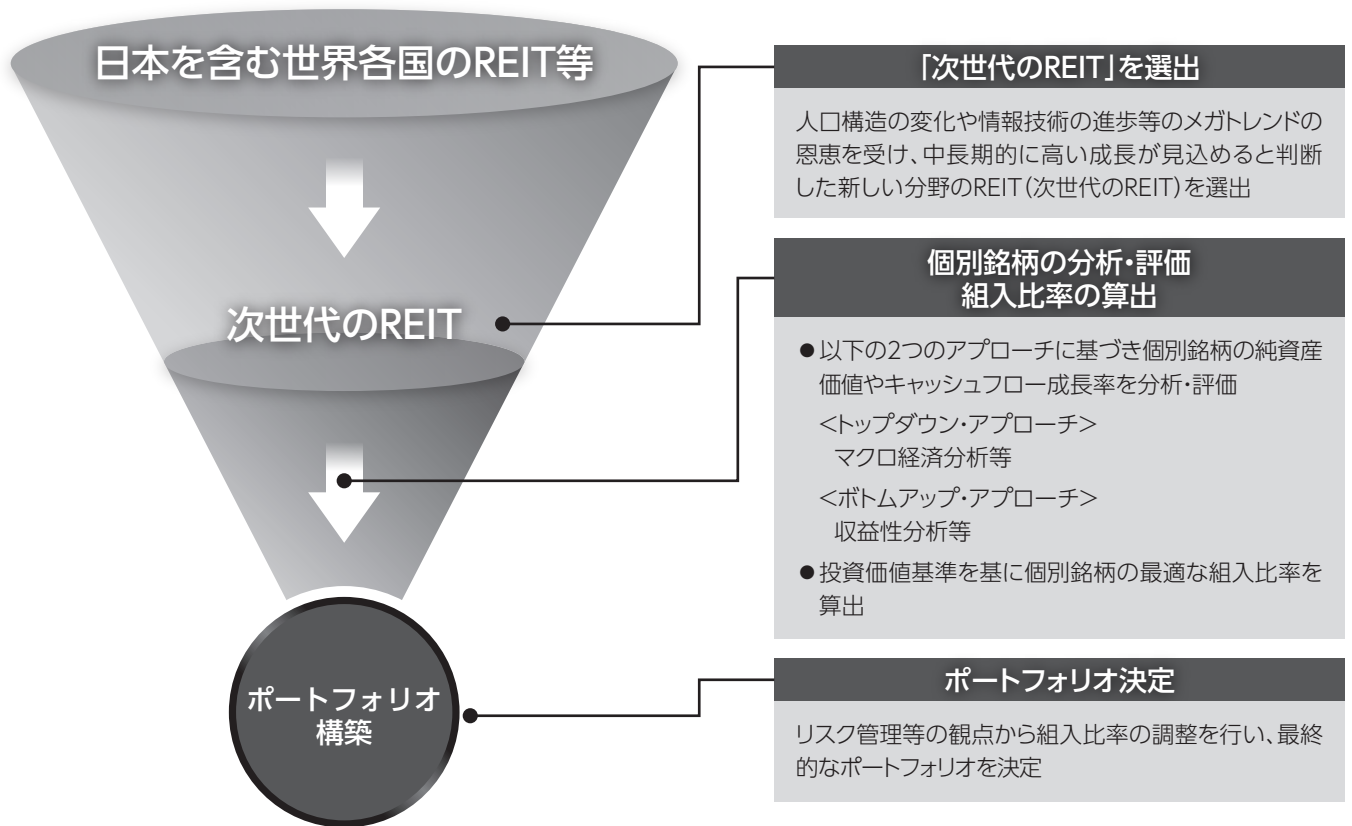 日本を含む世界各国のREIT等
次世代のREIT
ポートフォリオ
構築
「次世代のREIT」を選出
人口構造の変化や情報技術の進歩等のメガトレンドの
恩恵を受け、中長期的に高い成長が見込めると判断
した新しい分野のREIT(次世代のREIT)を選出
個別銘柄の分析・評価
組入比率の算出
●以下の2つのアプローチに基づき個別銘柄の純資産
価値やキャッシュフロー成長率を分析・評価
<トップダウン・アプローチ>
マクロ経済分析等
<ボトムアップ・アプローチ>
収益性分析等
●投資価値基準を基に個別銘柄の最適な組入比率を
算出
ポートフォリオ決定
リスク管理等の観点から組入比率の調整を行い、最終
的なポートフォリオを決定